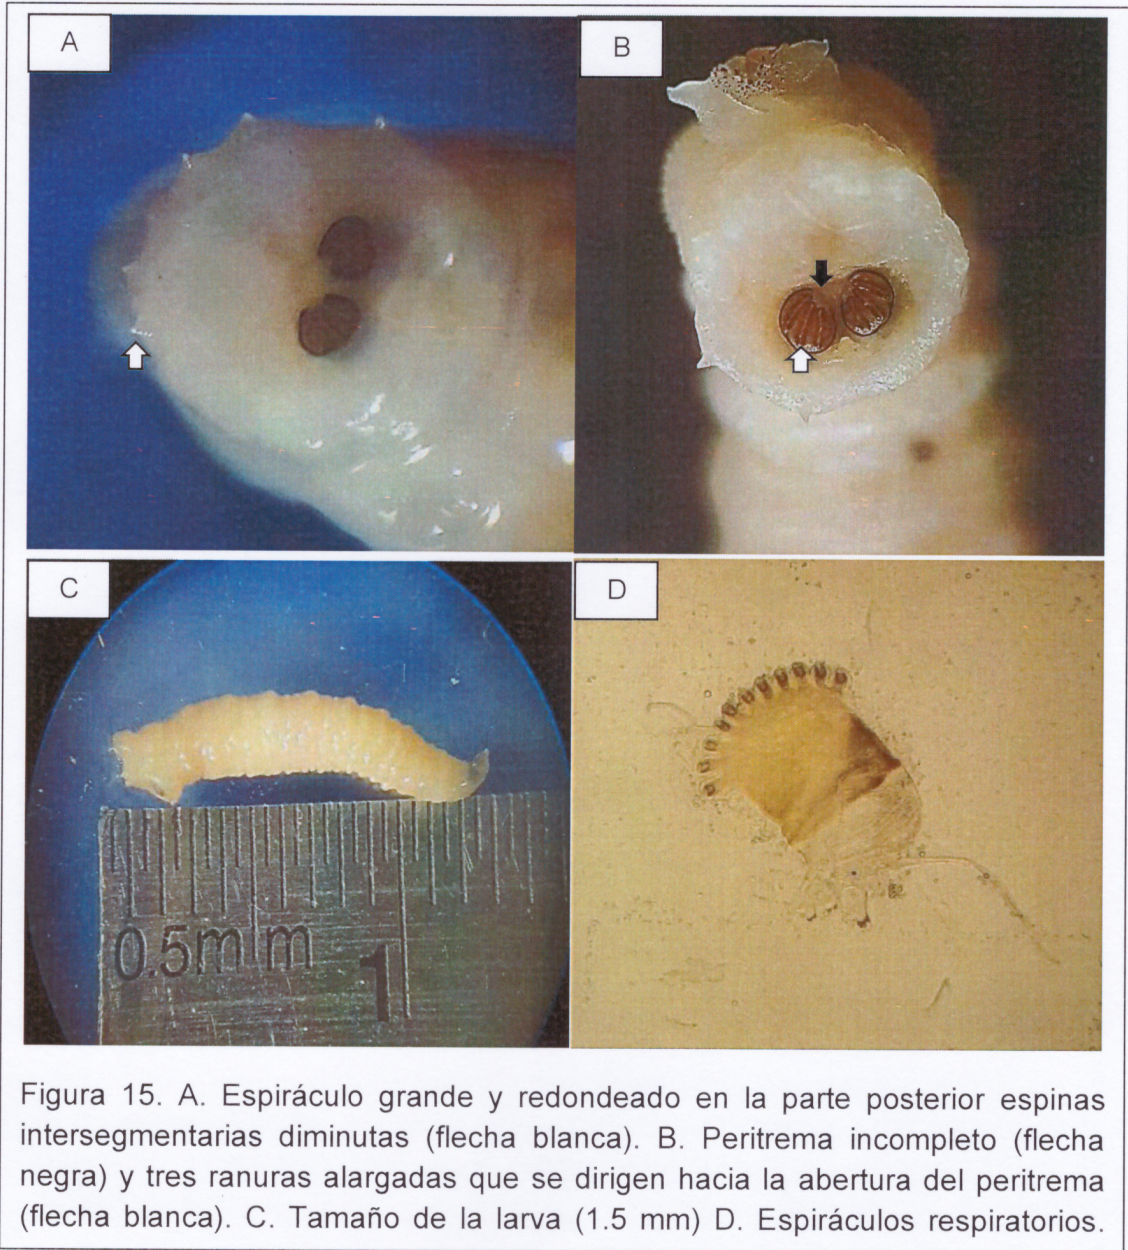 A
B
C
D
0.5mm
1
Figura 15. A. Espiráculo grande y redondeado en la parte posterior espinas
intersegmentarias diminutas (flecha blanca). B. Peritrema incompleto (flecha
negra) y tres ranuras alargadas que se dirigen hacia la abertura del peritrema
(flecha blanca). C. Tamaño de la larva (1.5 mm) D. Espiráculos respiratorios.